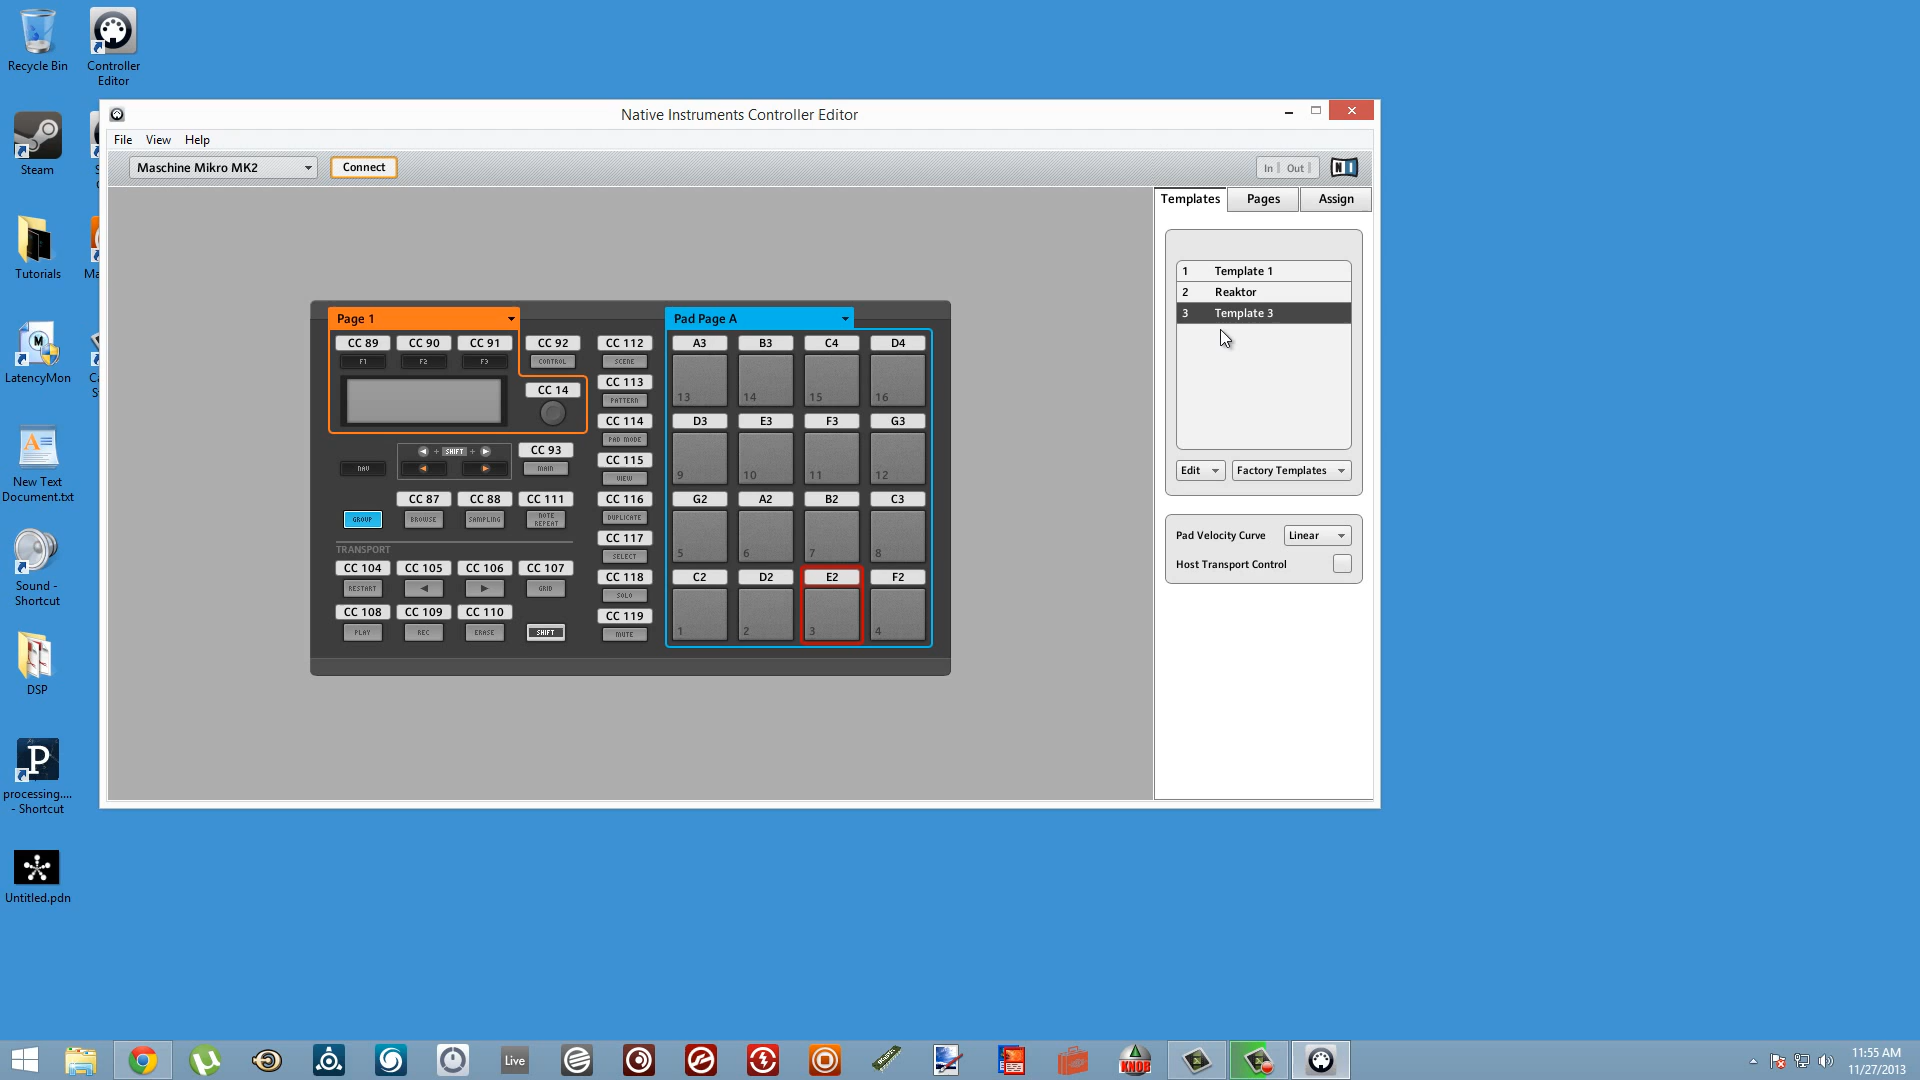 Recycle Bin
Controller
Editor
Steam
Tutorials
Ma
LatencyMon
New Text
Document.txt
Sound -
Shortcut
DSP
processing....
- Shortcut
Untitled.pdn
Native Instruments Controller Editor
File View Help
Maschine Mikro MK2
Connect
In Out
NI
Templates Pages Assign
1 Template 1
2 Reaktor
3 Template 3
Edit
Factory Templates
Pad Velocity Curve Linear
Host Transport Control
Page 1
CC 89 CC 90 CC 91 CC 92
F1 F2 F3 CONTROL
CC 14
CC 93
NAV + SHIFT + MAIN
CC 87 CC 88 CC 111
GROUP BROWSE SAMPLING NOTE REPEAT
TRANSPORT
CC 104 CC 105 CC 106 CC 107
RESTART GRID
CC 108 CC 109 CC 110
PLAY REC ERASE SHIFT
CC 112
SCENE
CC 113
PATTERN
CC 114
PAD MODE
CC 115
VIEW
CC 116
DUPLICATE
CC 117
SELECT
CC 118
SOLO
CC 119
MUTE
Pad Page A
A3 B3 C4 D4
13 14 15 16
D3 E3 F3 G3
9 10 11 12
G2 A2 B2 C3
5 6 7 8
C2 D2 E2 F2
1 2 3 4
Live
KNOB
11:55 AM
11/27/2013